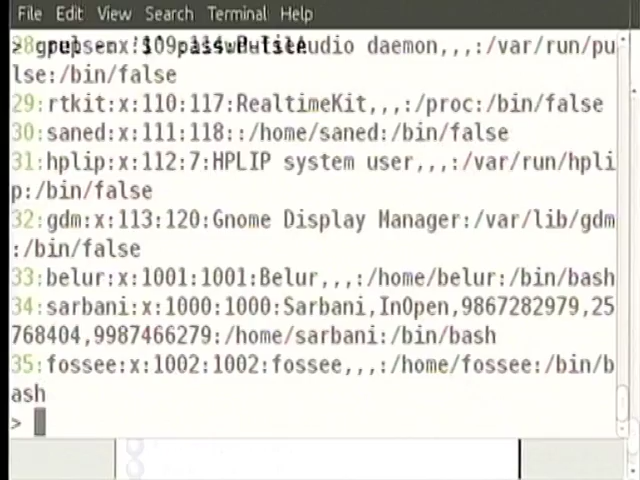 File Edit View Search Terminal Help
Audio daemon,,,:/var/run/pu
lse:/bin/false
29:rtkit:x:110:117:RealtimeKit,,,:/proc:/bin/false
30:saned:x:111:118::/home/saned:/bin/false
31:hplip:x:112:7:HPLIP system user,,,:/var/run/hpli
p:/bin/false
32:gdm:x:113:120:Gnome Display Manager:/var/lib/gdm
:/bin/false
33:belur:x:1001:1001:Belur,,,:/home/belur:/bin/bash
34:sarbani:x:1000:1000:Sarbani,InOpen,9867282979,25
768404,9987466279:/home/sarbani:/bin/bash
35:fossee:x:1002:1002:fossee,,,:/home/fossee:/bin/b
ash
>